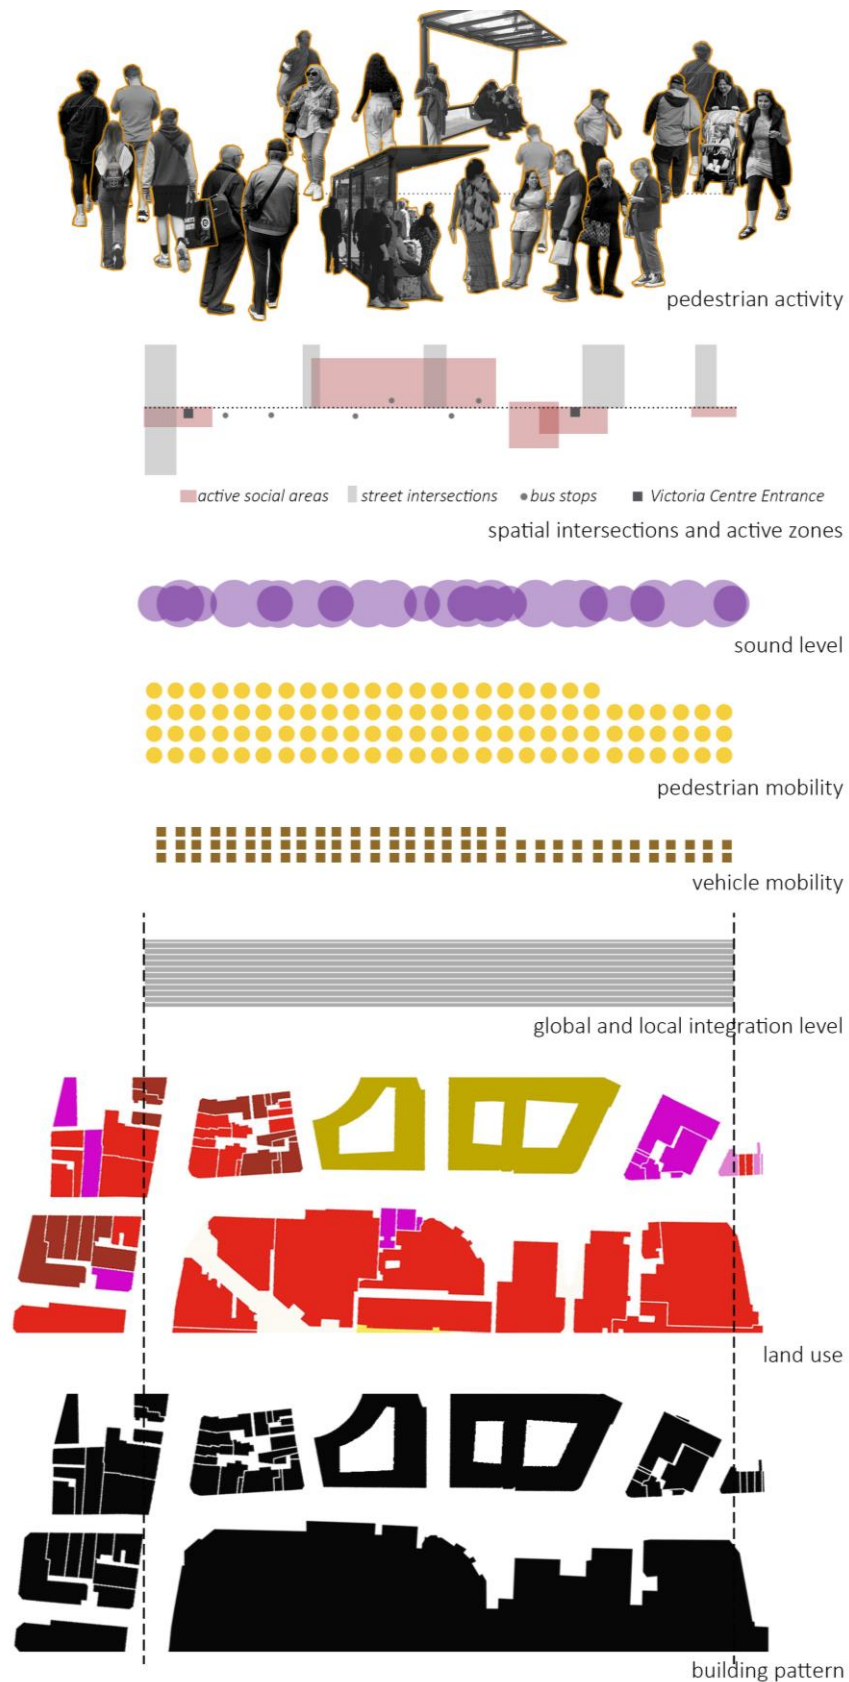 pedestrian activity
active social areas street intersections bus stops Victoria Centre Entrance
spatial intersections and active zones
sound level
pedestrian mobility
vehicle mobility
global and local integration level
land use
building pattern